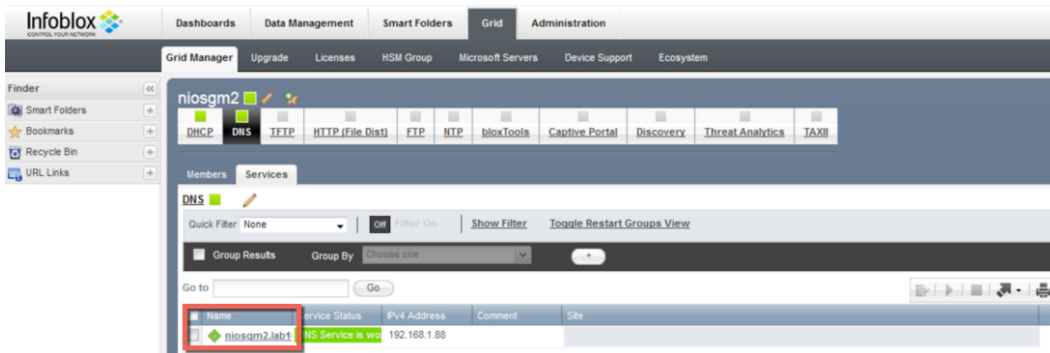 Infoblox
CONTROL YOUR NETWORK
Dashboards Data Management Smart Folders Grid Administration
Grid Manager Upgrade Licenses HSM Group Microsoft Servers Device Support Ecosystem
Finder
Smart Folders
Bookmarks
Recycle Bin
URL Links
niosgm2
DHCP DNS TFTP HTTP (File Dist) FTP NTP bloxTools Captive Portal Discovery Threat Analytics TAXII
Members Services
DNS
Quick Filter None Off Filter On Show Filter Toggle Restart Groups View
Group Results Group By Choose one +
Go to Go
Name ervice Status IPv4 Address Comment Site
niosgm2.lab1 NS Service is wo 192.168.1.88